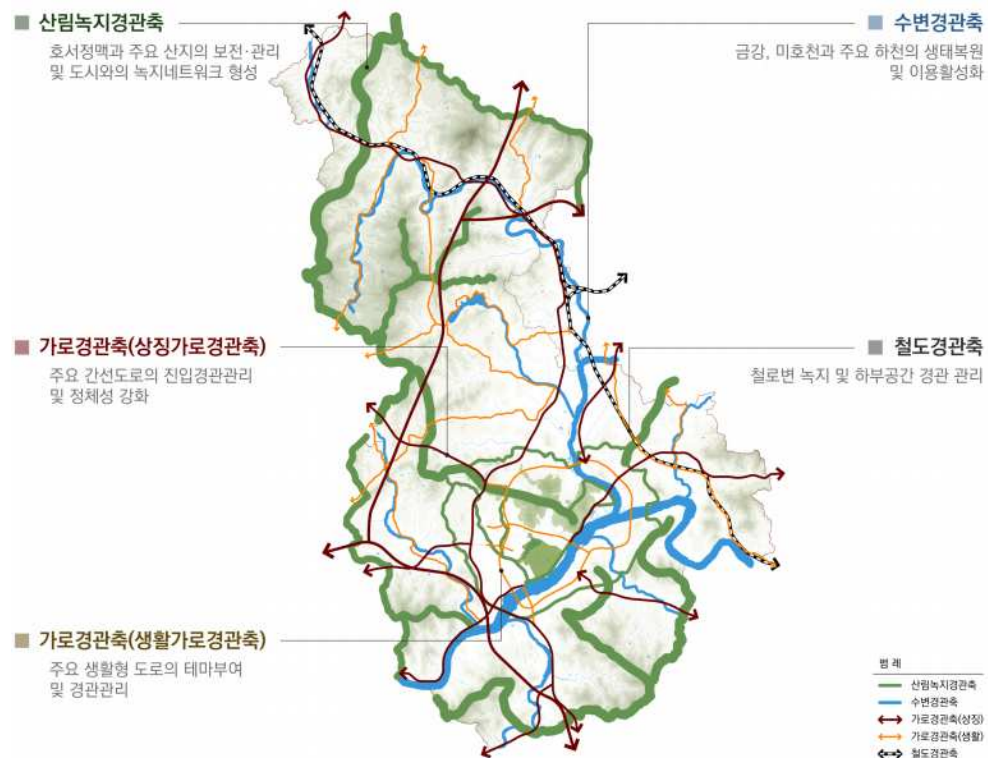 산림녹지경관축
호서정맥과 주요 산지의 보전·관리
및 도시와의 녹지네트워크 형성
수변경관축
금강, 미호천과 주요 하천의 생태복원
및 이용활성화
가로경관축(상징가로경관축)
주요 간선도로의 진입경관관리
및 정체성 강화
철도경관축
철로변 녹지 및 하부공간 경관 관리
가로경관축(생활가로경관축)
주요 생활형 도로의 테마부여
및 경관관리
범 례
산림녹지경관축
수변경관축
가로경관축(상징)
가로경관축(생활)
철도경관축